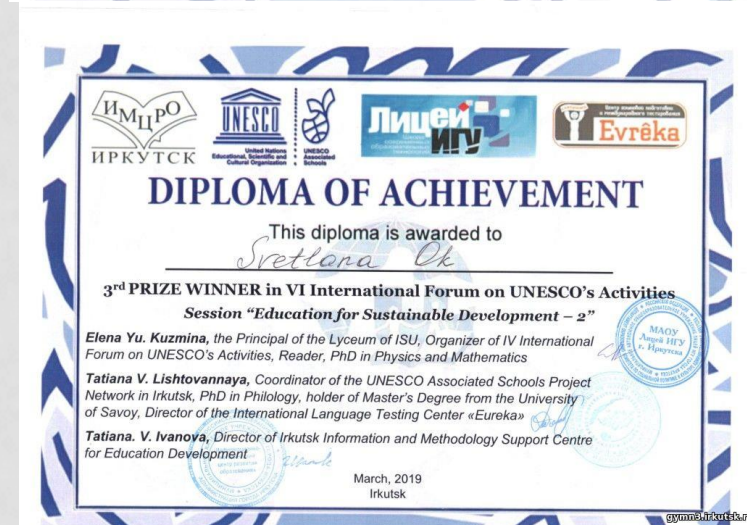 ИМЦРО
ИРКУТСК
UNESCO
United Nations
Educational, Scientific and
Cultural Organization
UNESCO
Associated
Schools
Лицей
ИГУ
Evrêka
DIPLOMA OF ACHIEVEMENT
This diploma is awarded to
Svetlana Ok
3rd PRIZE WINNER in VI International Forum on UNESCO's Activities
Session “Education for Sustainable Development – 2”
Elena Yu. Kuzmina, the Principal of the Lyceum of ISU, Organizer of IV International
Forum on UNESCO's Activities, Reader, PhD in Physics and Mathematics
Tatiana V. Lishtovannaya, Coordinator of the UNESCO Associated Schools Project
Network in Irkutsk, PhD in Philology, holder of Master's Degree from the University
of Savoy, Director of the International Language Testing Center «Eureka»
Tatiana. V. Ivanova, Director of Irkutsk Information and Methodology Support Centre
for Education Development
МАОУ
Лицей ИГУ
г. Иркутска
March, 2019
Irkutsk
gymn3.irkutsk.r